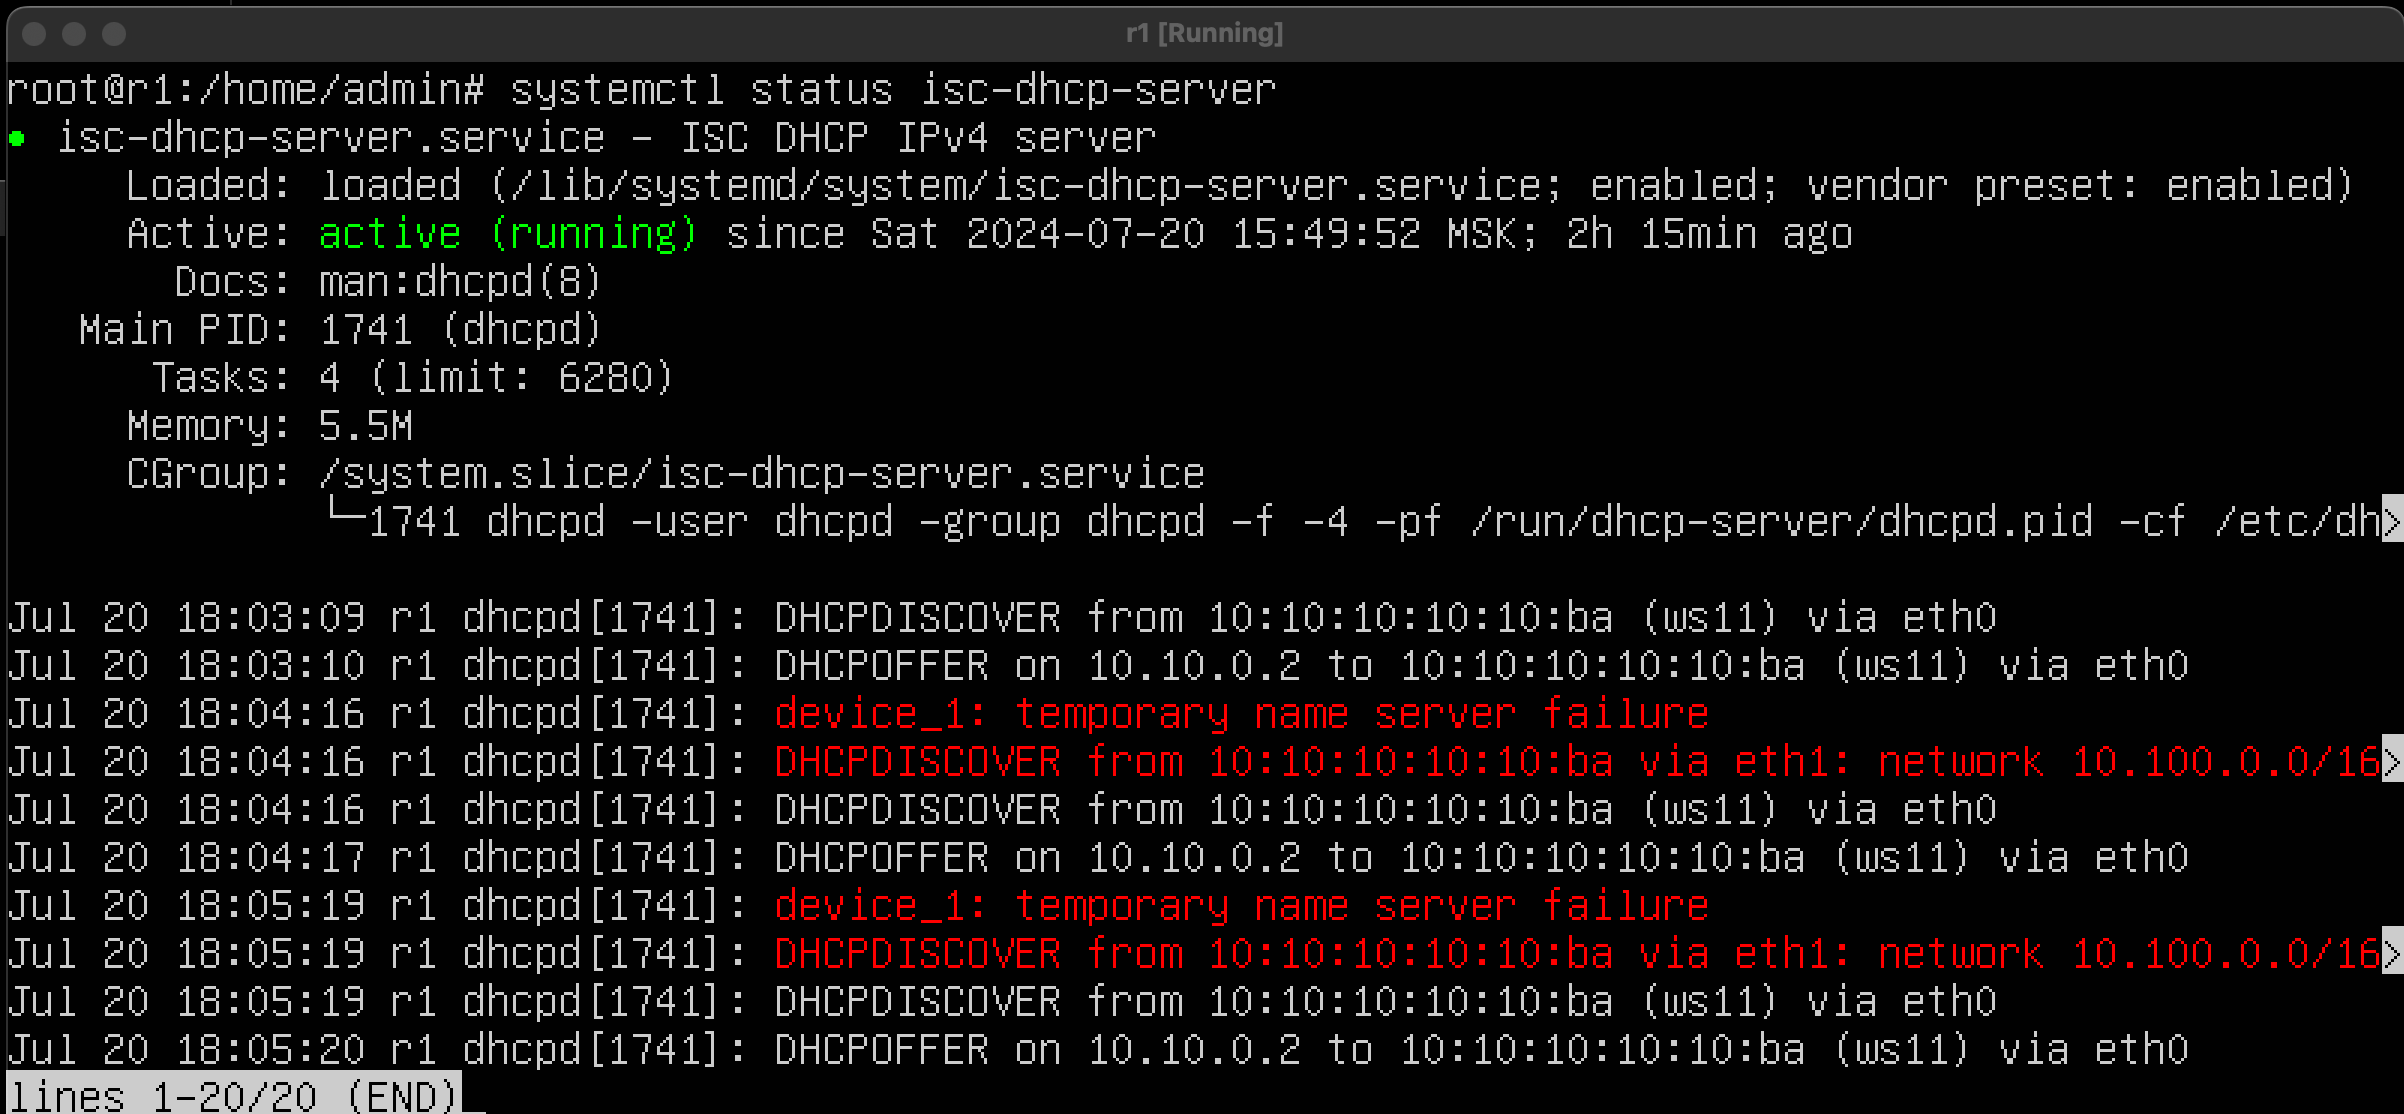 r1 [Running]
root@r1:/home/admin# systemctl status isc-dhcp-server
● isc-dhcp-server.service - ISC DHCP IPv4 server
Loaded: loaded (/lib/systemd/system/isc-dhcp-server.service; enabled; vendor preset: enabled)
Active: active (running) since Sat 2024-07-20 15:49:52 MSK; 2h 15min ago
Docs: man:dhcpd(8)
Main PID: 1741 (dhcpd)
Tasks: 4 (limit: 6280)
Memory: 5.5M
CGroup: /system.slice/isc-dhcp-server.service
└─1741 dhcpd -user dhcpd -group dhcpd -f -4 -pf /run/dhcp-server/dhcpd.pid -cf /etc/dh>
Jul 20 18:03:09 r1 dhcpd[1741]: DHCPDISCOVER from 10:10:10:10:10:ba (ws11) via eth0
Jul 20 18:03:10 r1 dhcpd[1741]: DHCPOFFER on 10.10.0.2 to 10:10:10:10:10:ba (ws11) via eth0
Jul 20 18:04:16 r1 dhcpd[1741]: device_1: temporary name server failure
Jul 20 18:04:16 r1 dhcpd[1741]: DHCPDISCOVER from 10:10:10:10:10:ba via eth1: network 10.100.0.0/16>
Jul 20 18:04:16 r1 dhcpd[1741]: DHCPDISCOVER from 10:10:10:10:10:ba (ws11) via eth0
Jul 20 18:04:17 r1 dhcpd[1741]: DHCPOFFER on 10.10.0.2 to 10:10:10:10:10:ba (ws11) via eth0
Jul 20 18:05:19 r1 dhcpd[1741]: device_1: temporary name server failure
Jul 20 18:05:19 r1 dhcpd[1741]: DHCPDISCOVER from 10:10:10:10:10:ba via eth1: network 10.100.0.0/16>
Jul 20 18:05:19 r1 dhcpd[1741]: DHCPDISCOVER from 10:10:10:10:10:ba (ws11) via eth0
Jul 20 18:05:20 r1 dhcpd[1741]: DHCPOFFER on 10.10.0.2 to 10:10:10:10:10:ba (ws11) via eth0
lines 1-20/20 (END)